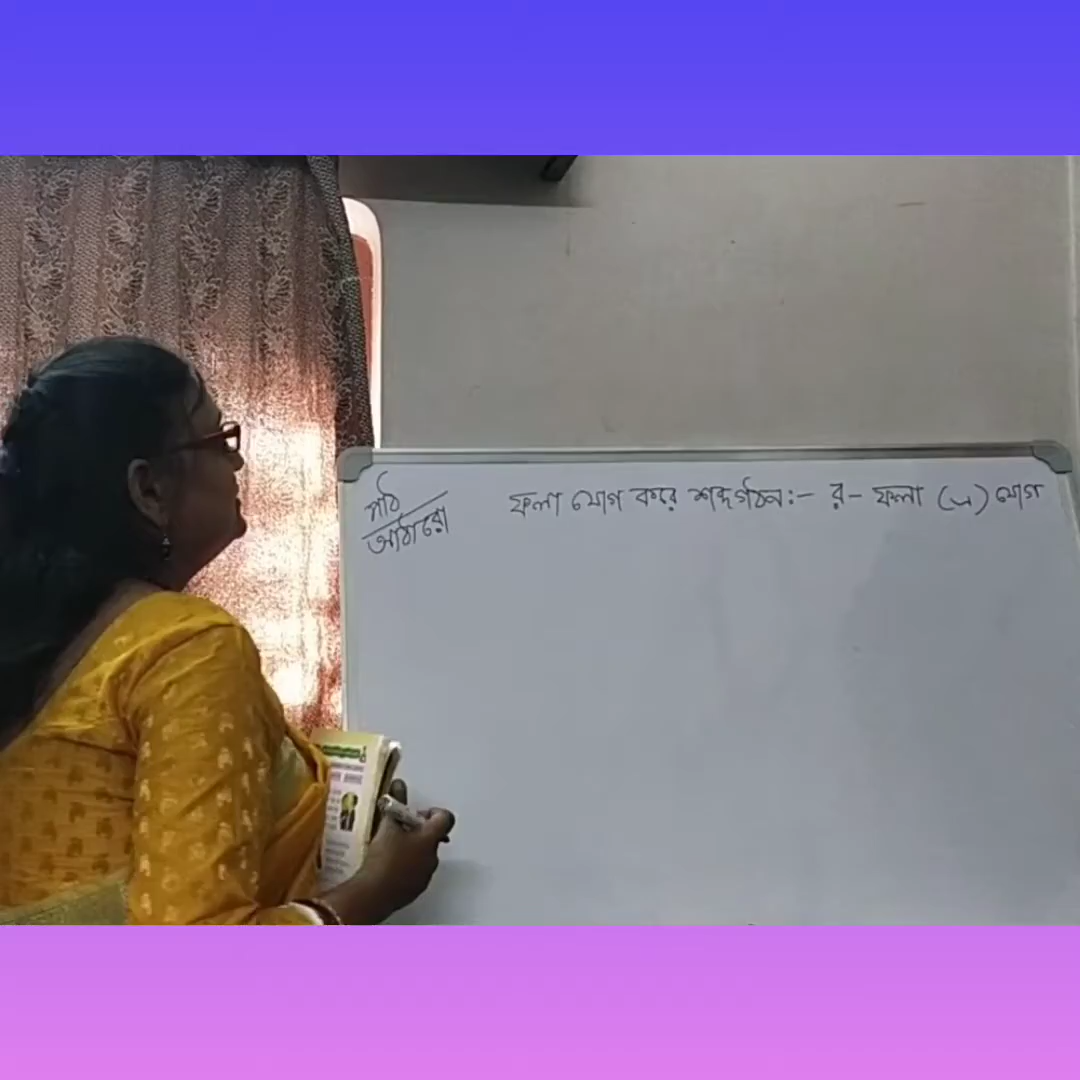 পাঠ
আঠারো
ফলা যোগ করে শব্দগঠন:- র- ফলা (্র) যোগ